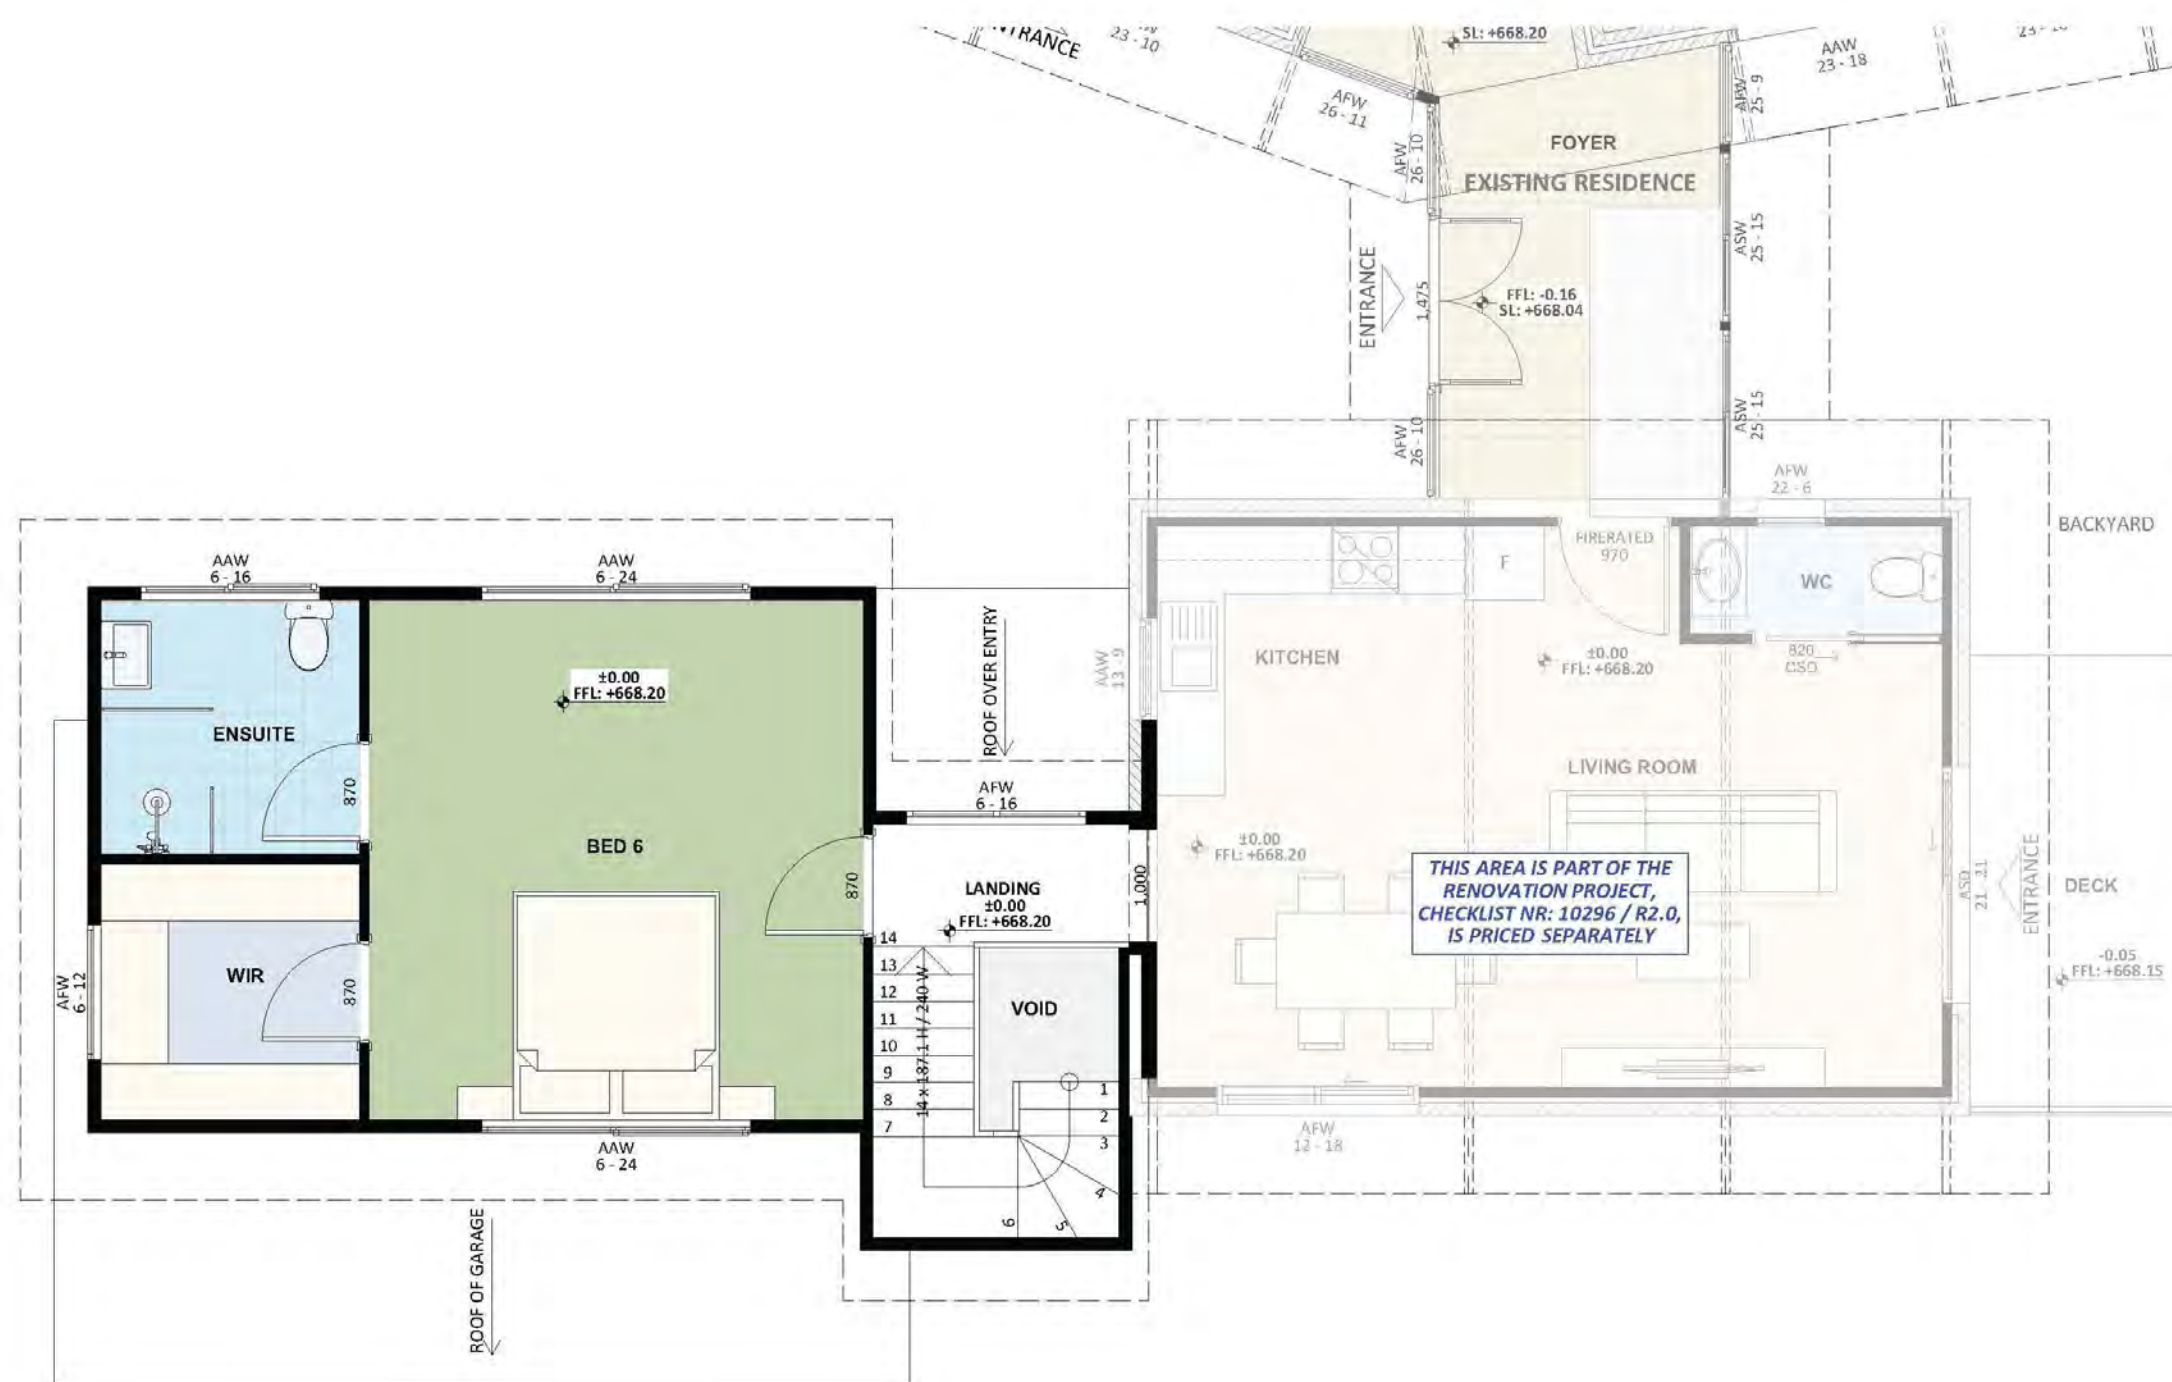 SL: +668.20
23 - 10
AAW
23 - 18
AFW
26 - 11
AFW
25 - 9
AFW
26 - 10
FOYER
EXISTING RESIDENCE
ASW
25 - 15
ENTRANCE
1,475
FFL: -0.16
SL: +668.04
ASW
25 - 15
AFW
26 - 10
AFW
22 - 6
BACKYARD
AAW
6 - 16
AAW
6 - 24
FIRERATED
970
F
WC
ROOF OVER ENTRY
AAW
13 - 9
KITCHEN
±0.00
FFL: +668.20
820
CSD
±0.00
FFL: +668.20
ENSUITE
870
LIVING ROOM
AFW
6 - 16
BED 6
±0.00
FFL: +668.20
870
LANDING
±0.00
FFL: +668.20
1,000
THIS AREA IS PART OF THE
RENOVATION PROJECT,
CHECKLIST NR: 10296 / R2.0,
IS PRICED SEPARATELY
ASD
21 - 21
ENTRANCE
DECK
-0.05
FFL: +668.15
AFW
6 - 12
WIR
870
14
13
12
11
10
9
8
7
14 x 187.1 H / 240 W
VOID
1
2
3
4
5
6
AAW
6 - 24
AFW
12 - 18
ROOF OF GARAGE